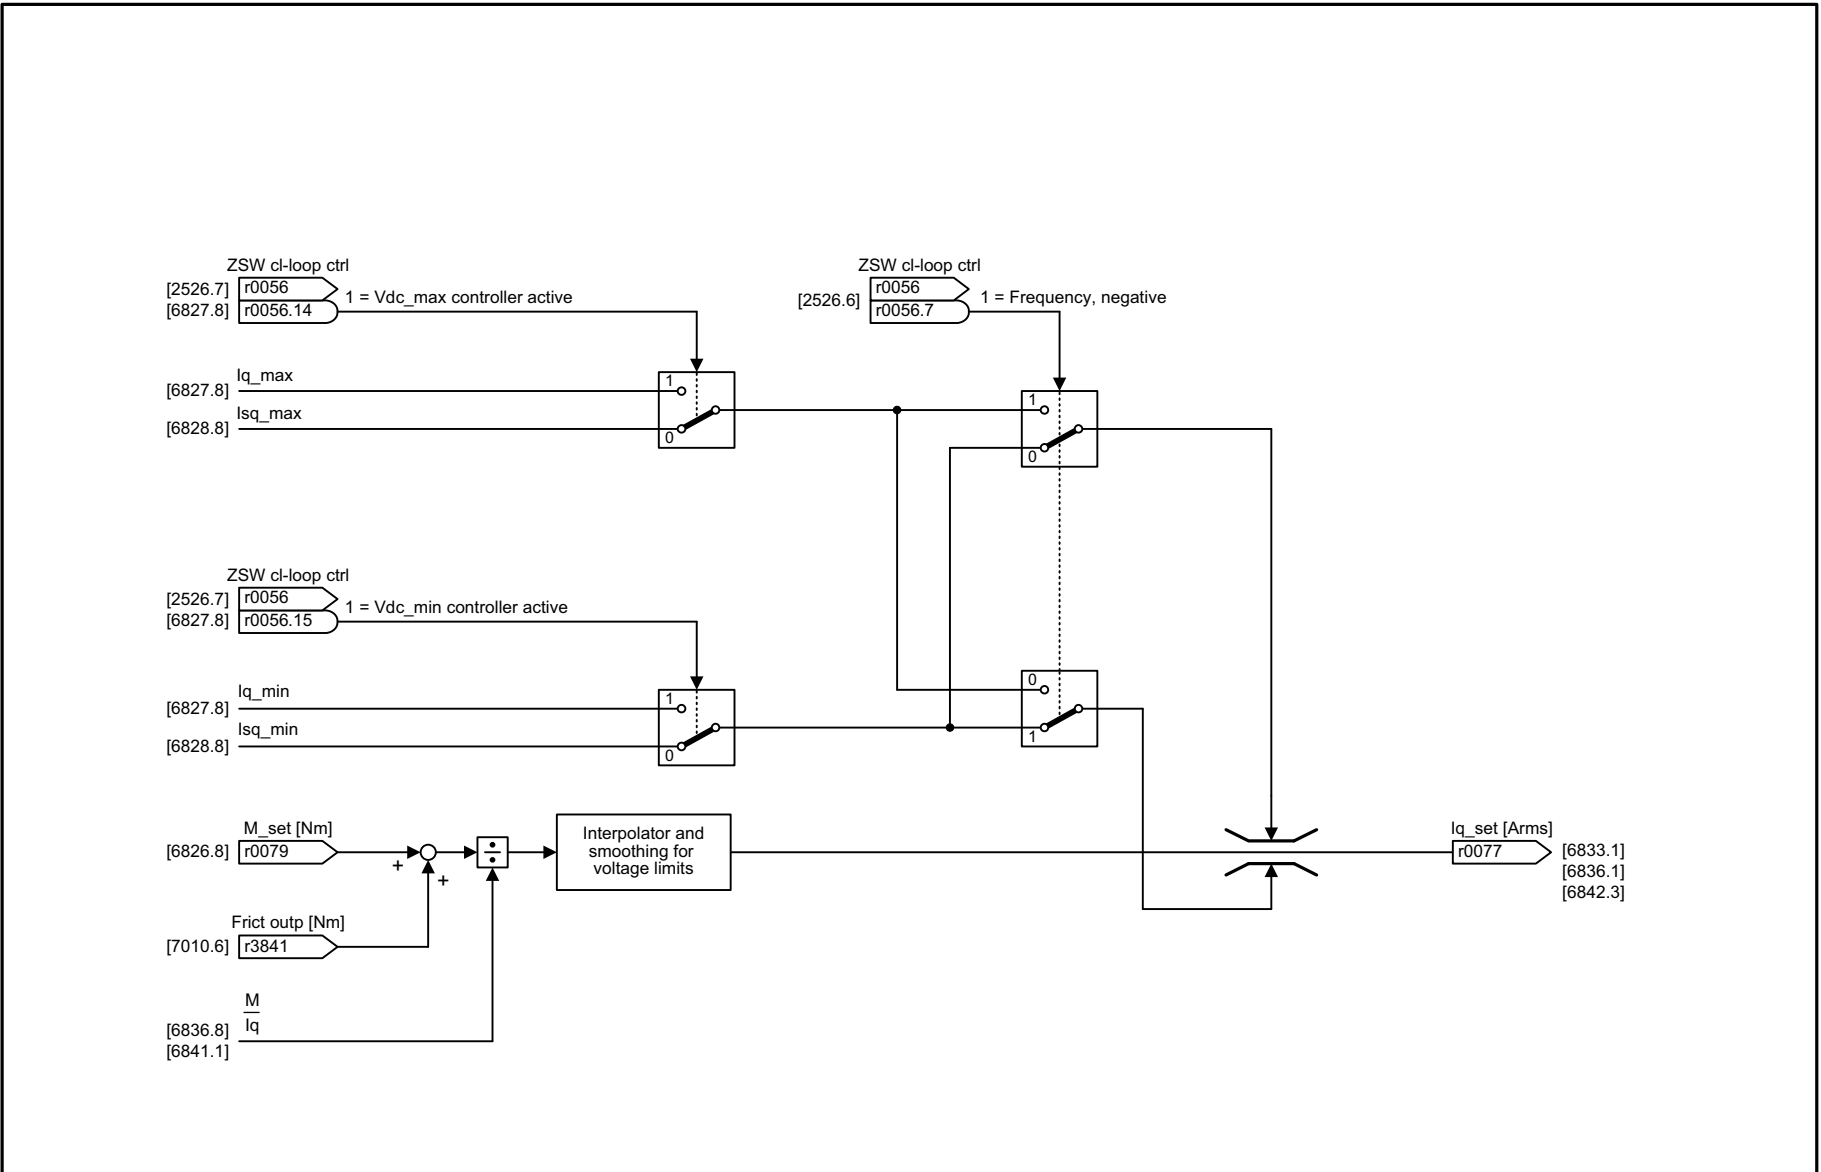 ZSW cl-loop ctrl
[2526.7] r0056
1 = Vdc_max controller active
[6827.8] r0056.14
ZSW cl-loop ctrl
r0056
[2526.6]
1 = Frequency, negative
r0056.7
Iq_max
[6827.8]
1
Isq_max
[6828.8]
0
1
0
ZSW cl-loop ctrl
[2526.7] r0056
1 = Vdc_min controller active
[6827.8] r0056.15
Iq_min
[6827.8]
1
Isq_min
[6828.8]
0
0
1
M_set [Nm]
[6826.8] r0079
+
+
÷
Interpolator and
smoothing for
voltage limits
Iq_set [Arms]
r0077
[6833.1]
[6836.1]
[6842.3]
Frict outp [Nm]
[7010.6] r3841
M
Iq
[6836.8]
[6841.1]